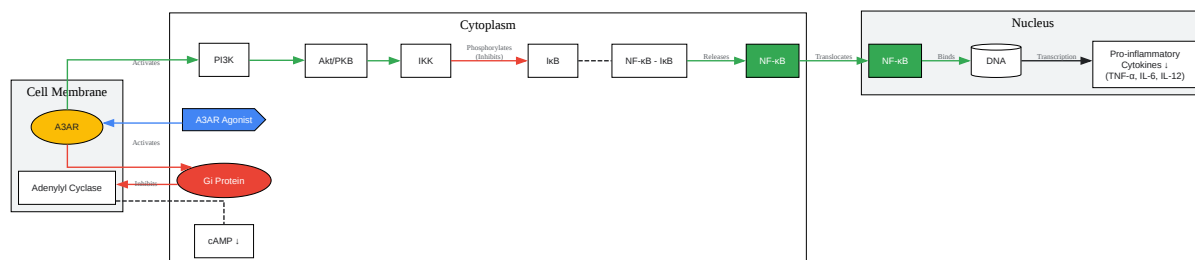 Cytoplasm
Nucleus
Cell Membrane
PI3K
Akt/PKB
IKK
Phosphorylates
(Inhibits)
IκB
NF-κB - IκB
Releases
NF-κB
Translocates
NF-κB
Binds
DNA
Transcription
Pro-inflammatory
Cytokines ↓
(TNF-α, IL-6, IL-12)
Activates
A3AR
A3AR Agonist
Activates
Gi Protein
Inhibits
Adenylyl Cyclase
cAMP ↓